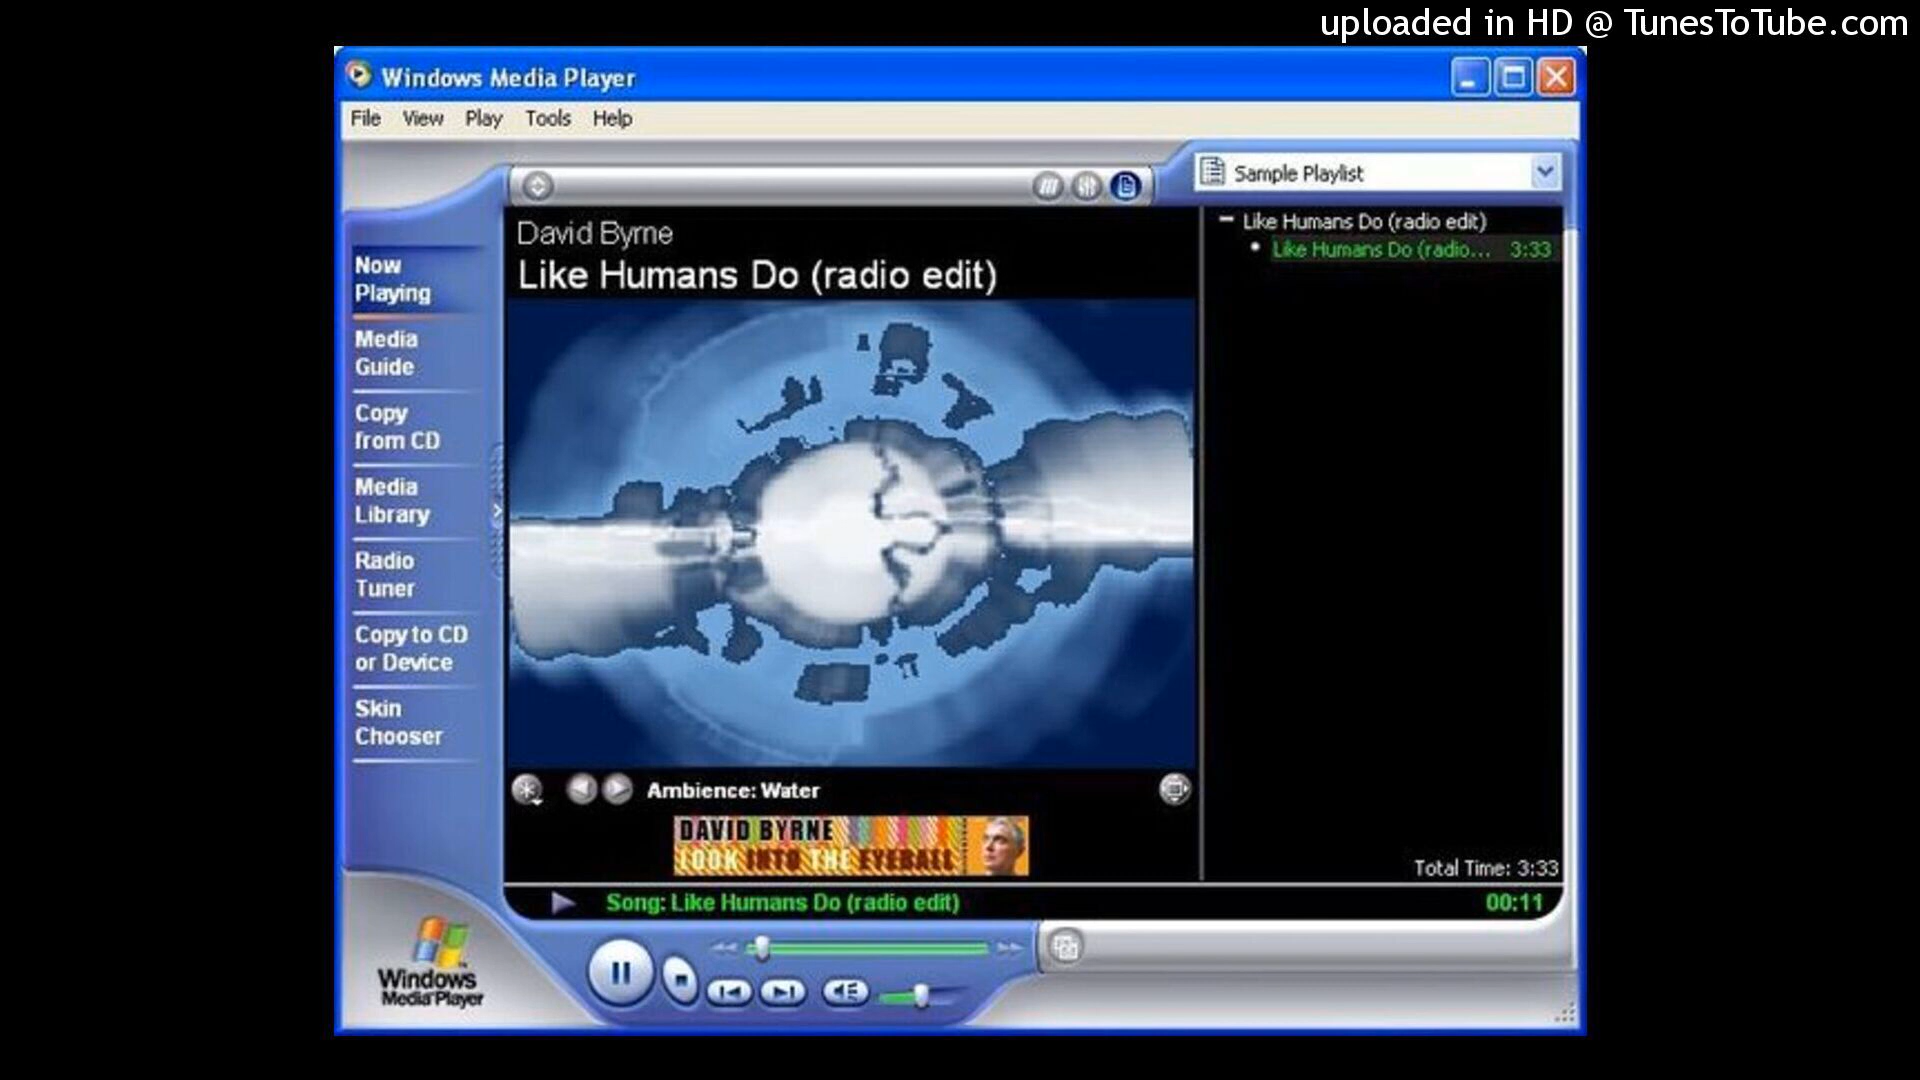 uploaded in HD @ TunesToTube.com
Windows Media Player
File View Play Tools Help
Sample Playlist
David Byrne
Like Humans Do (radio edit)
Like Humans Do (radio edit)
Like Humans Do (radio... 3:33
Now
Playing
Media
Guide
Copy
from CD
Media
Library
Radio
Tuner
Copy to CD
or Device
Skin
Chooser
Ambience: Water
DAVID BYRNE
LOOK INTO THE EYEBALL
Total Time: 3:33
Song: Like Humans Do (radio edit) 00:11
Windows
Media Player